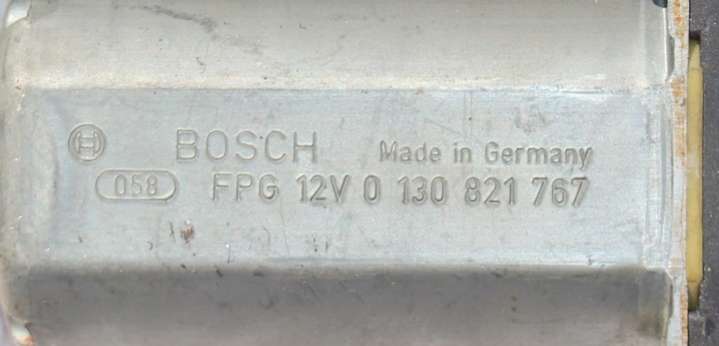 BOSCH Made in Germany
058 FPG 12V 0 130 821 767